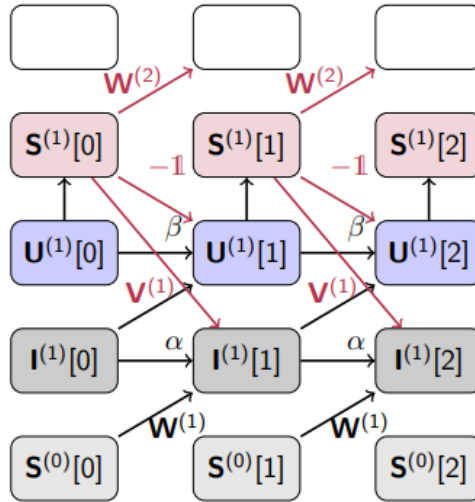 W⁽²⁾ W⁽²⁾
S⁽¹⁾[0] S⁽¹⁾[1] S⁽¹⁾[2]
−𝟙 −𝟙
β β
U⁽¹⁾[0] U⁽¹⁾[1] U⁽¹⁾[2]
V⁽¹⁾ V⁽¹⁾
α α
I⁽¹⁾[0] I⁽¹⁾[1] I⁽¹⁾[2]
W⁽¹⁾ W⁽¹⁾
S⁽⁰⁾[0] S⁽⁰⁾[1] S⁽⁰⁾[2]